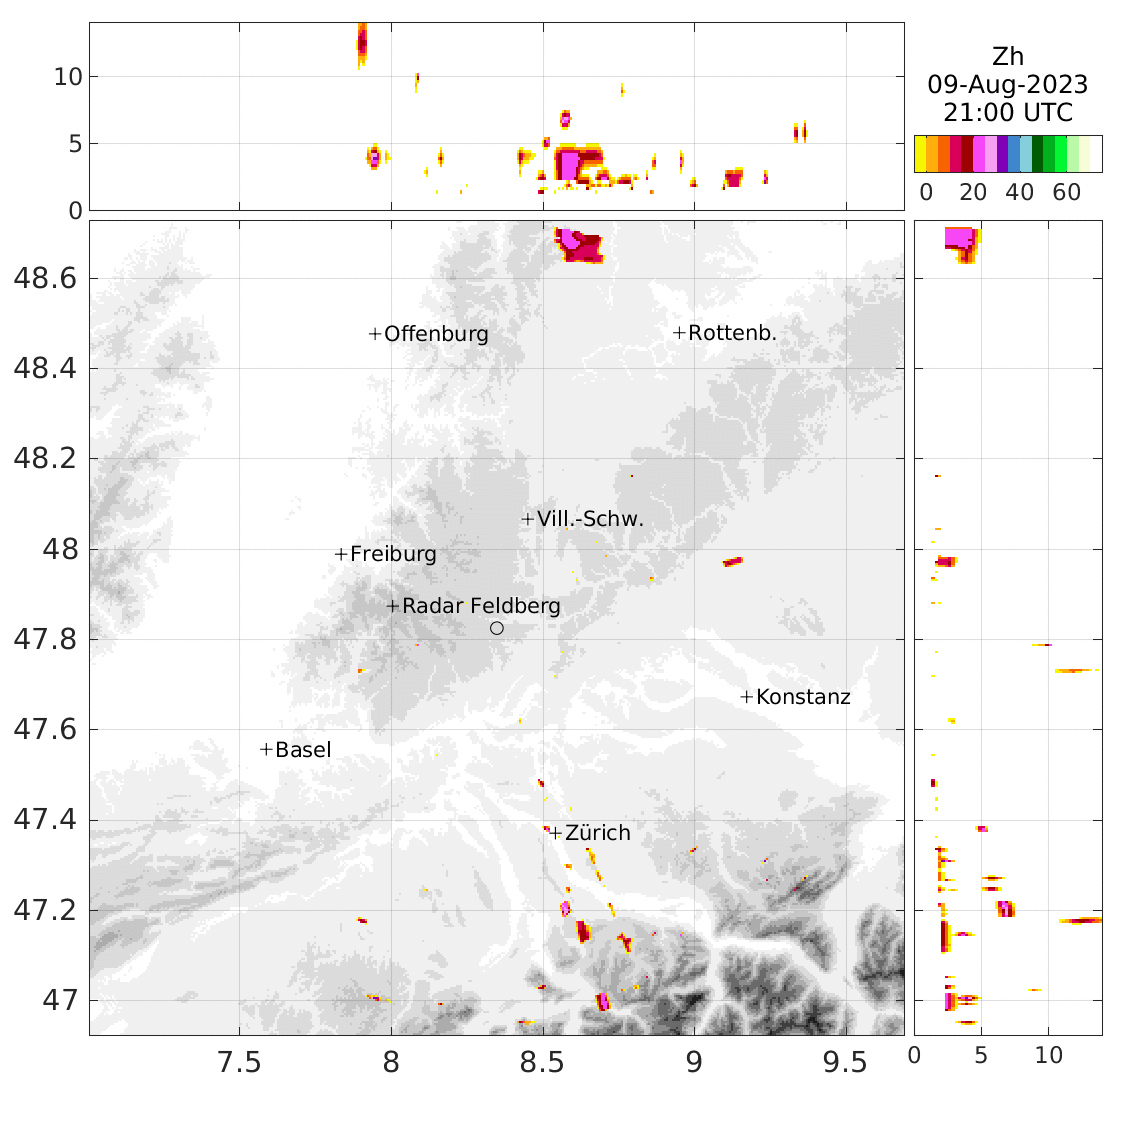 10
5
0
Zh
09-Aug-2023
21:00 UTC
0 20 40 60
48.6
48.4
48.2
48
47.8
47.6
47.4
47.2
47
+Offenburg
+Rottenb.
+Vill.-Schw.
+Freiburg
+Radar Feldberg
+Konstanz
+Basel
+Zürich
7.5 8 8.5 9 9.5
0 5 10